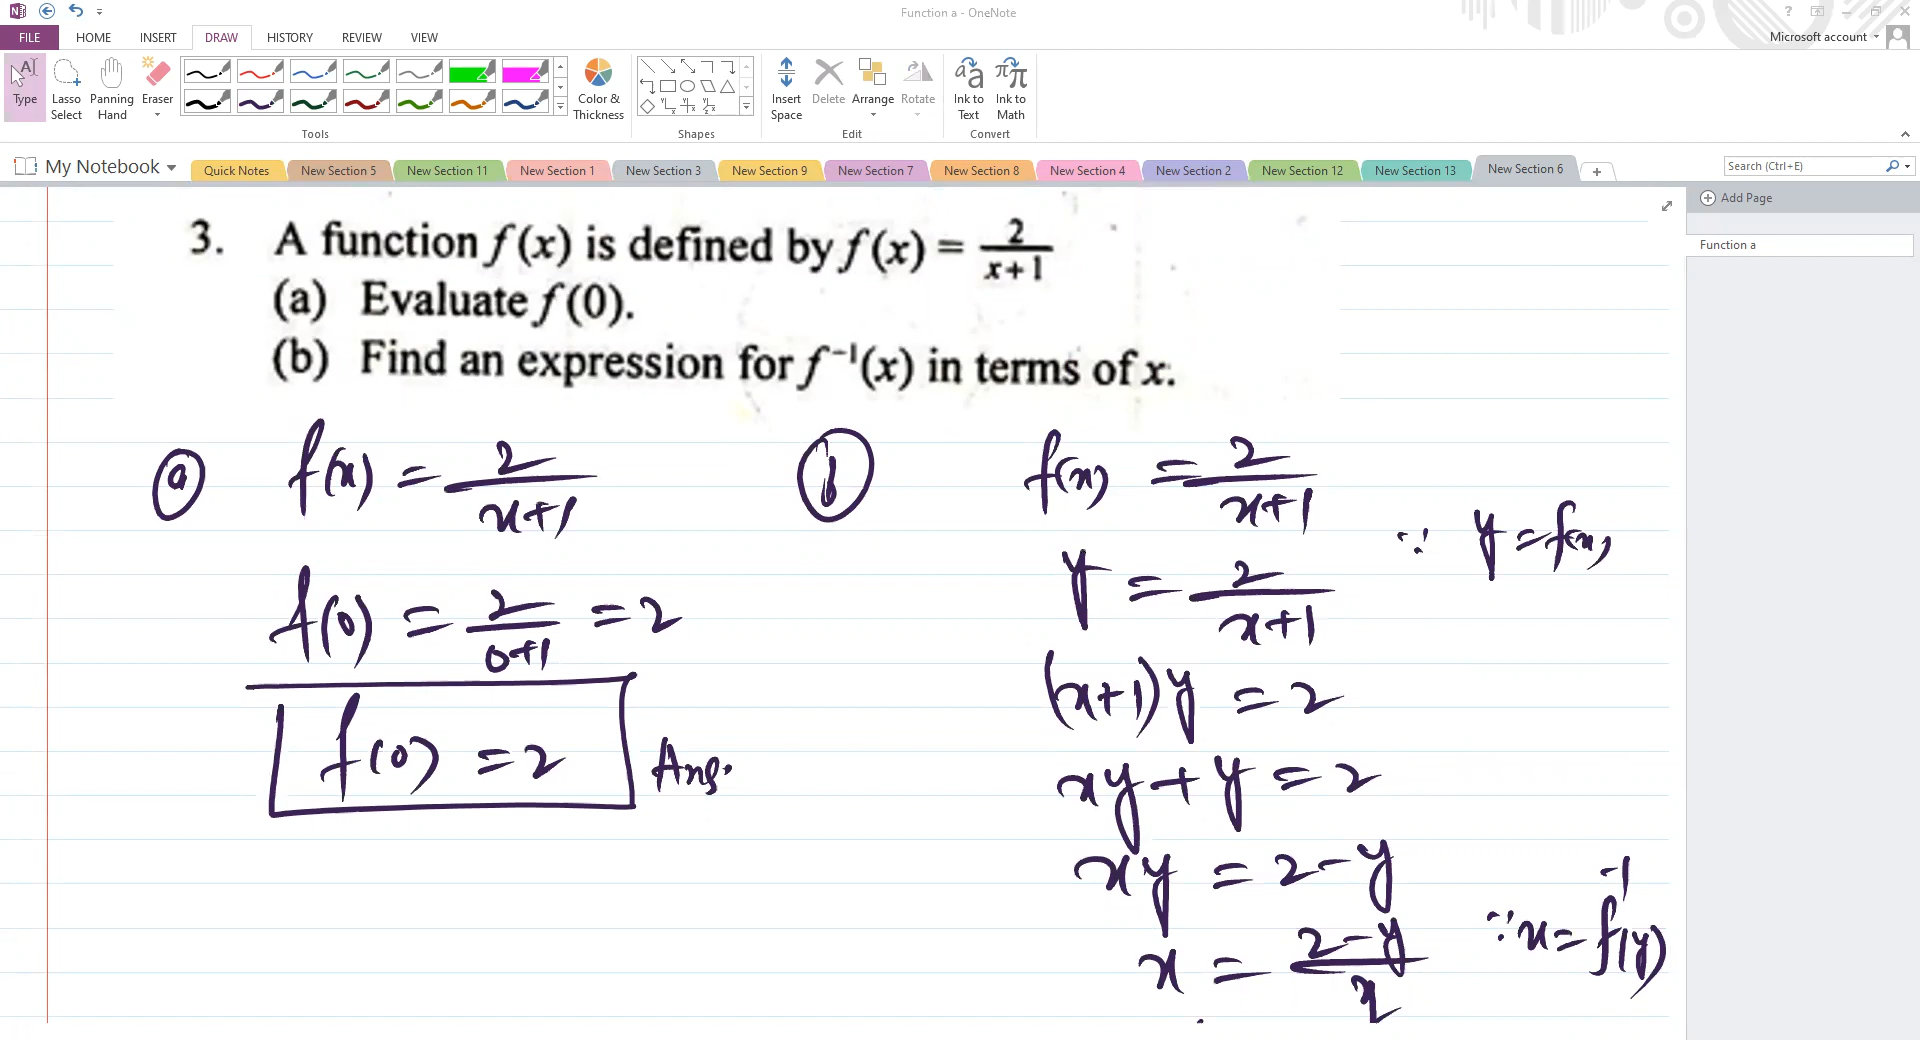 Function a - OneNote
FILE HOME INSERT DRAW HISTORY REVIEW VIEW
Microsoft account
Type
Lasso Select
Panning Hand
Eraser
Color & Thickness
Insert Space
Delete
Arrange
Rotate
Ink to Text
Ink to Math
Tools
Shapes
Edit
Convert
My Notebook
Quick Notes
New Section 5
New Section 11
New Section 1
New Section 3
New Section 9
New Section 7
New Section 8
New Section 4
New Section 2
New Section 12
New Section 13
New Section 6
Search (Ctrl+E)
Add Page
Function a
3. A function f(x) is defined by f(x) = 2/(x+1)
(a) Evaluate f(0).
(b) Find an expression for f⁻¹(x) in terms of x.
(a) f(x) = 2/(x+1)
f(0) = 2/(0+1) = 2
f(0) = 2 Ans.
(b) f(x) = 2/(x+1)
∵ y = f(x)
y = 2/(x+1)
(x+1)y = 2
xy + y = 2
xy = 2-y
x = (2-y)/
∵ x = f⁻¹(y)